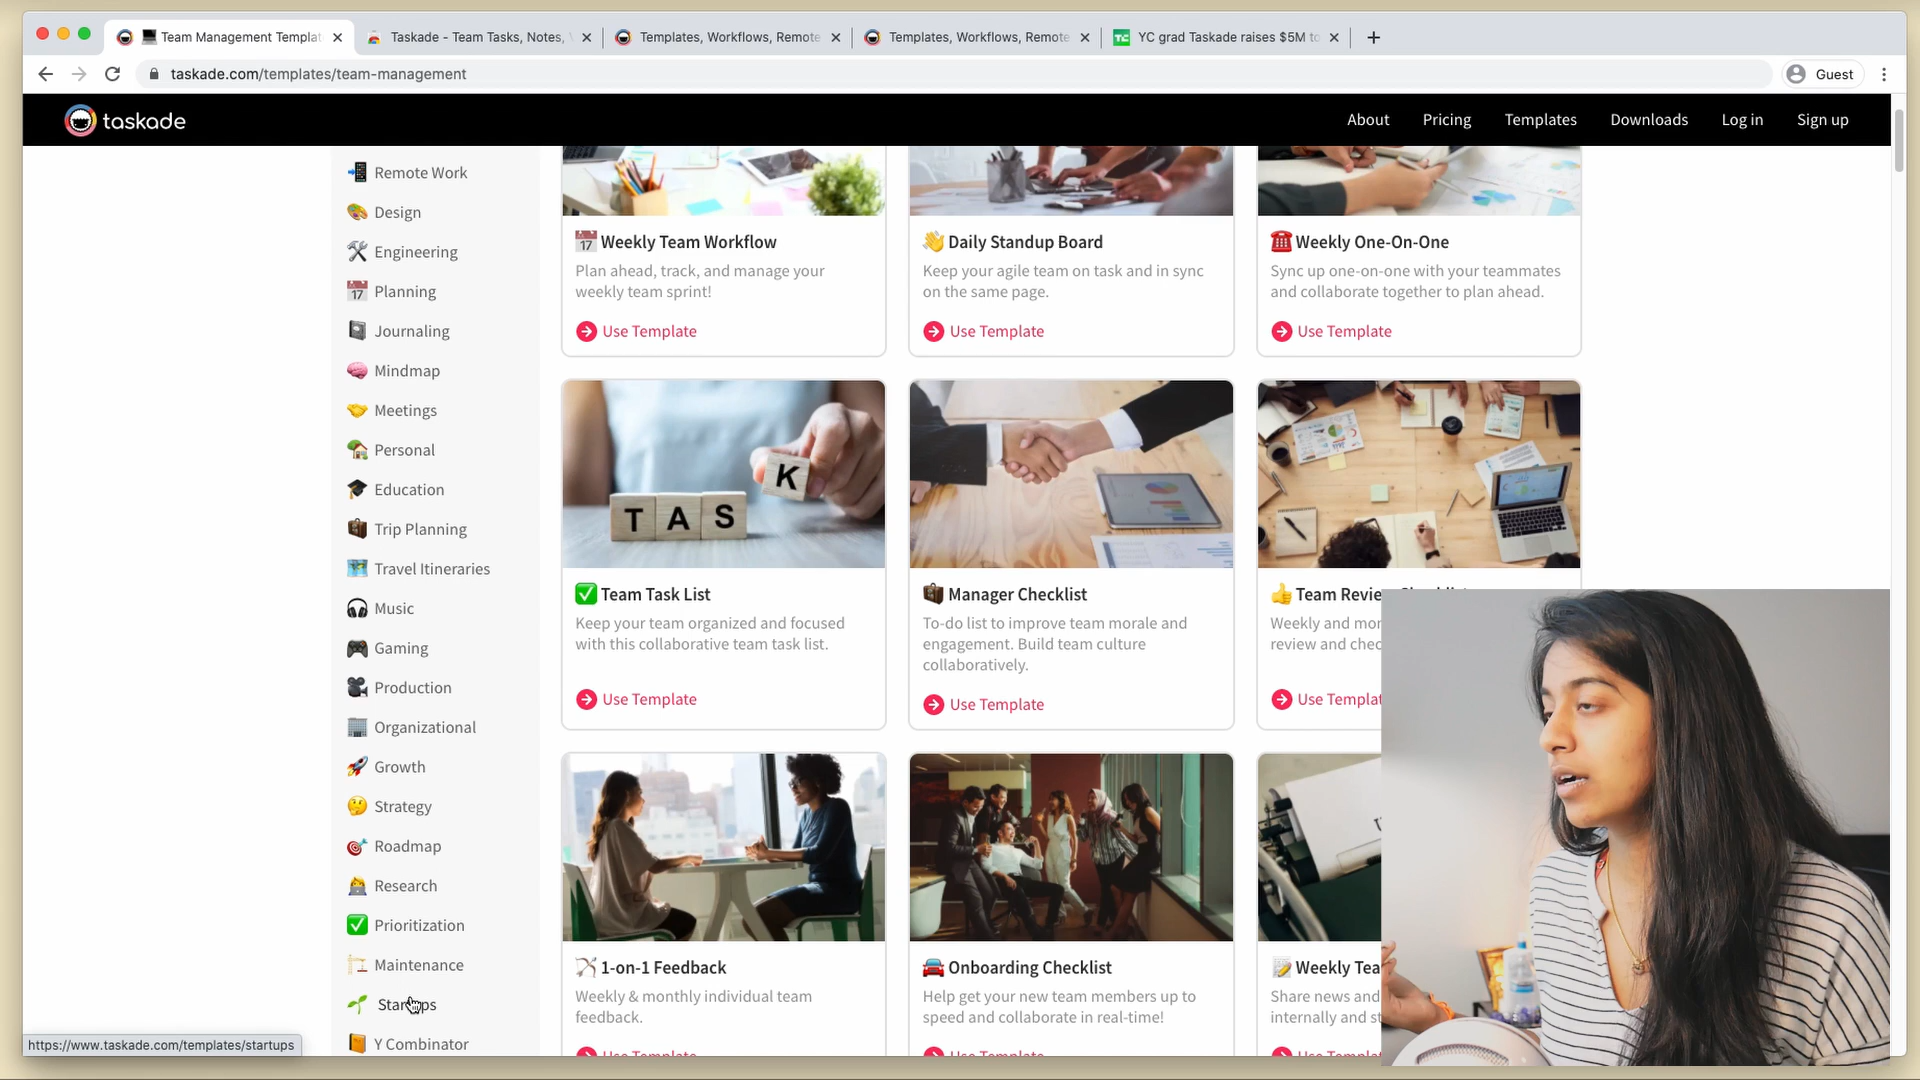 Team Management Templat
Taskade - Team Tasks, Notes,
Templates, Workflows, Remote
Templates, Workflows, Remote
YC grad Taskade raises $5M to
taskade.com/templates/team-management
Guest
taskade
About
Pricing
Templates
Downloads
Log in
Sign up
Remote Work
Design
Engineering
Planning
Journaling
Mindmap
Meetings
Personal
Education
Trip Planning
Travel Itineraries
Music
Gaming
Production
Organizational
Growth
Strategy
Roadmap
Research
Prioritization
Maintenance
Startups
Y Combinator
Weekly Team Workflow
Plan ahead, track, and manage your
weekly team sprint!
Use Template
Daily Standup Board
Keep your agile team on task and in sync
on the same page.
Use Template
Weekly One-On-One
Sync up one-on-one with your teammates
and collaborate together to plan ahead.
Use Template
T A S K
Team Task List
Keep your team organized and focused
with this collaborative team task list.
Use Template
Manager Checklist
To-do list to improve team morale and
engagement. Build team culture
collaboratively.
Use Template
Team Revie
Weekly and mon
review and chec
Use Templat
1-on-1 Feedback
Weekly & monthly individual team
feedback.
Onboarding Checklist
Help get your new team members up to
speed and collaborate in real-time!
Weekly Tea
Share news and
internally and st
https://www.taskade.com/templates/startups